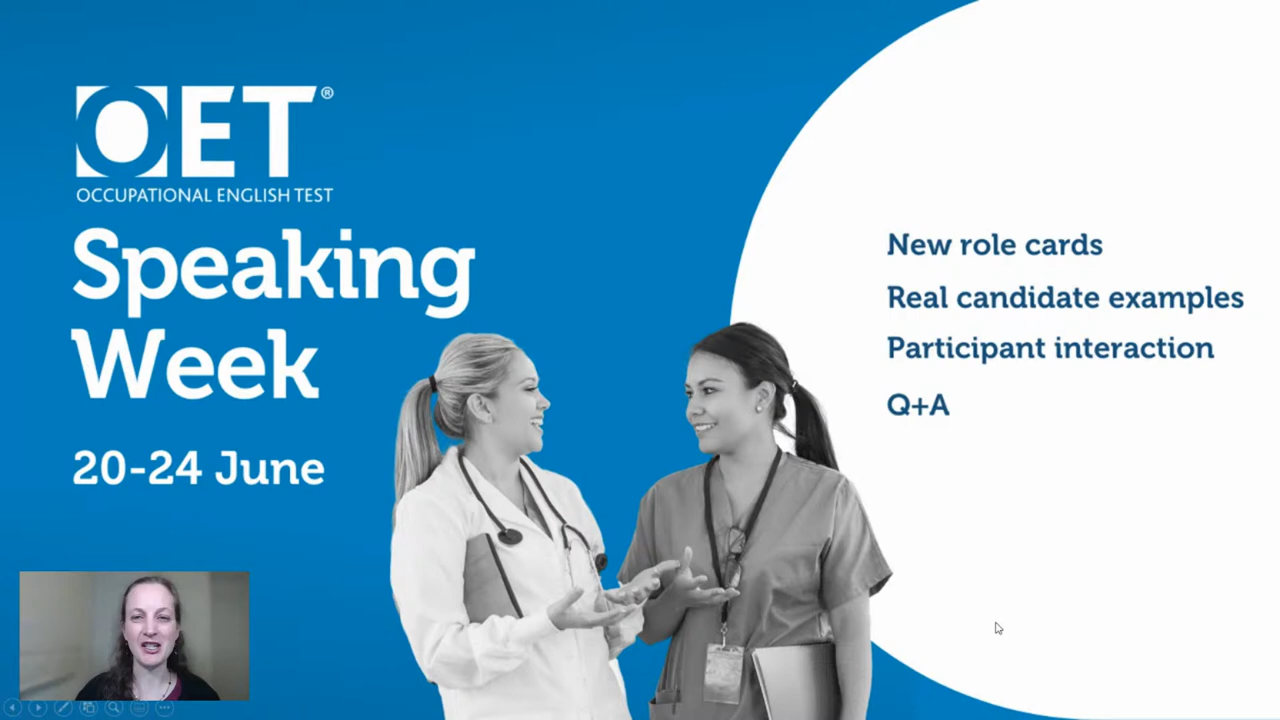 OET®
OCCUPATIONAL ENGLISH TEST
Speaking
Week
20-24 June
New role cards
Real candidate examples
Participant interaction
Q+A